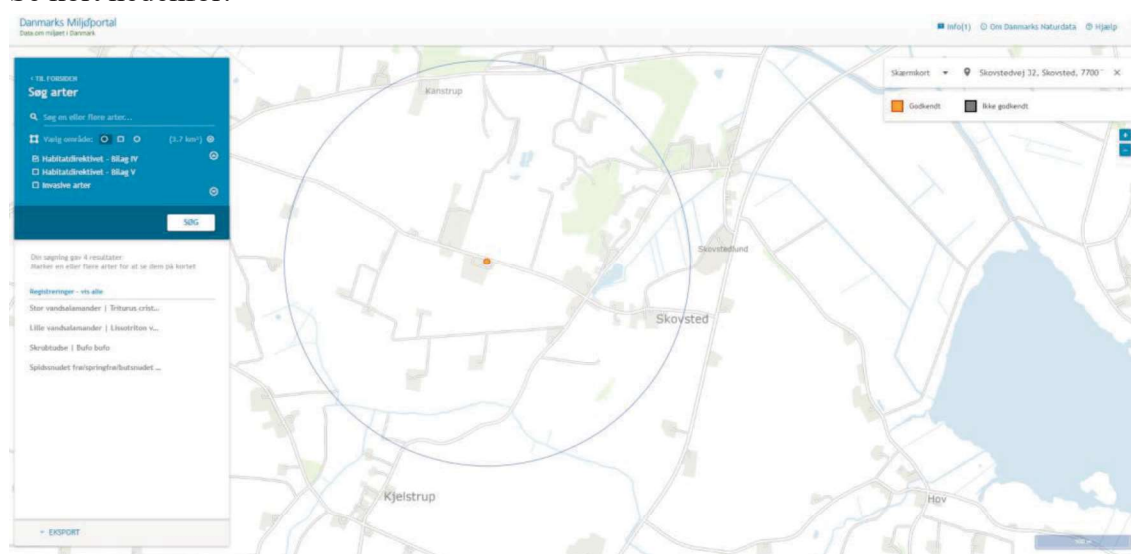 Danmarks Miljøportal
Data om miljøet i Danmark
Info(1) Om Danmarks Naturdata Hjælp
‹ TIL FORSIDEN
Søg arter
Søg en eller flere arter...
Vælg område: (3.7 km²)
Habitatdirektivet - Bilag IV
Habitatdirektivet - Bilag V
Invasive arter
SØG
Din søgning gav 4 resultater
Marker en eller flere arter for at se dem på kortet
Registreringer - vis alle
Stor vandsalamander | Triturus crist...
Lille vandsalamander | Lissotriton v...
Skrubtudse | Bufo bufo
Spidssnudet frø/springfrø/butsnudet ...
EKSPORT
Skærmkort Skovstedvej 32, Skovsted, 7700
Godkendt Ikke godkendt
Kanstrup
Skovstedlund
Skovsted
Kjelstrup
Hov